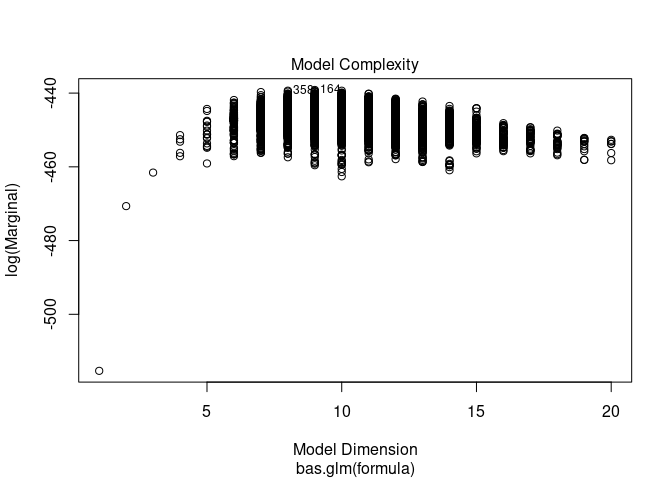 Model Complexity
358 164
-440
-460
-480
-500
log(Marginal)
5 10 15 20
Model Dimension
bas.glm(formula)